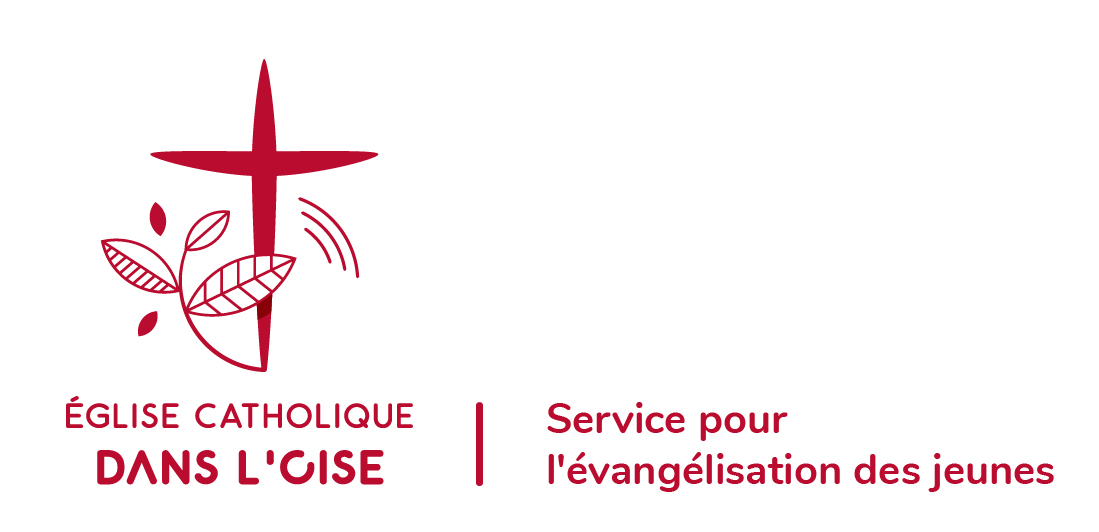 ÉGLISE CATHOLIQUE
DANS L'OISE
Service pour
l'évangélisation des jeunes